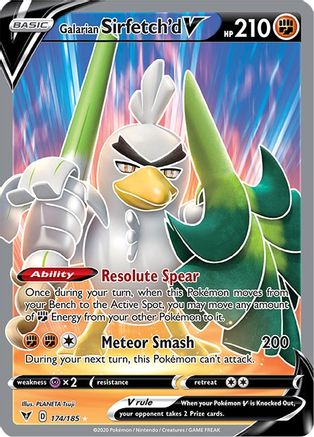 BASIC Galarian Sirfetch'd V HP 210
Ability Resolute Spear
Once during your turn, when this Pokémon moves from
your Bench to the Active Spot, you may move any amount
of Energy from your other Pokémon to it.
Meteor Smash 200
During your next turn, this Pokémon can't attack.
weakness ×2 resistance retreat
Illus. PLANETA Tsuji
D 174/185
V rule When your Pokémon V is Knocked Out,
your opponent takes 2 Prize cards.
©2020 Pokémon / Nintendo / Creatures / GAME FREAK